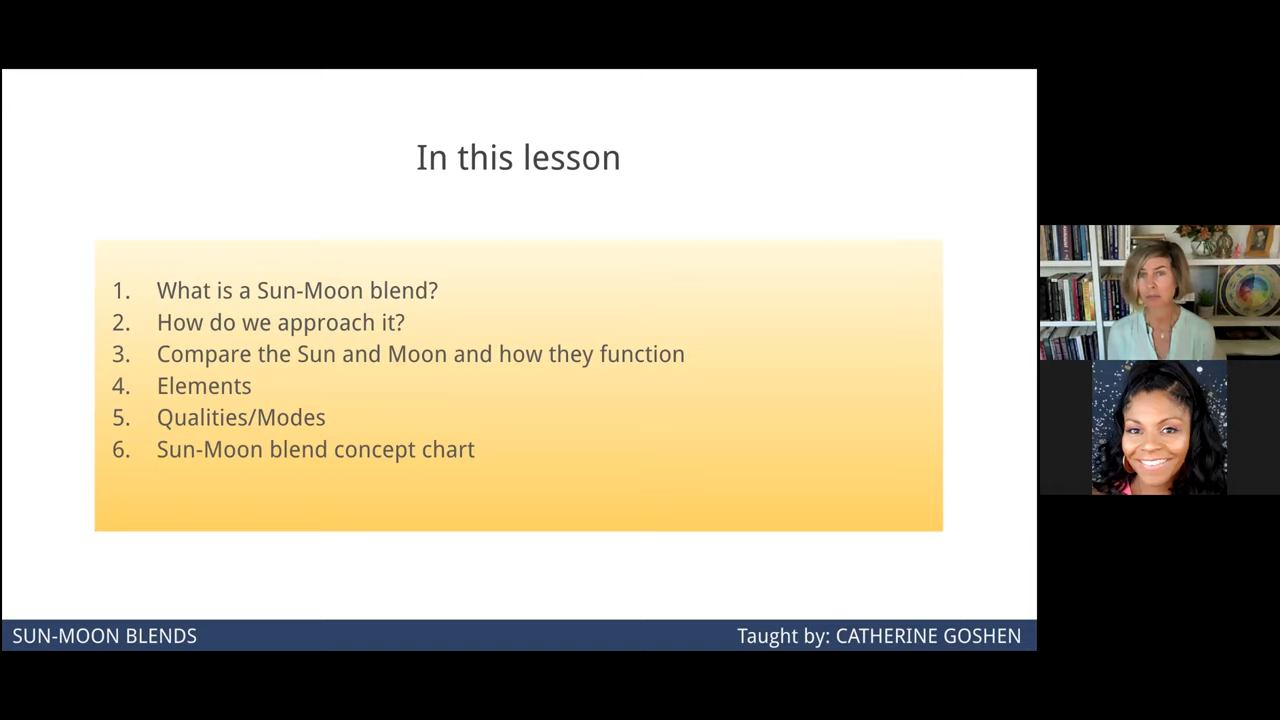 In this lesson
1. What is a Sun-Moon blend?
2. How do we approach it?
3. Compare the Sun and Moon and how they function
4. Elements
5. Qualities/Modes
6. Sun-Moon blend concept chart
SUN-MOON BLENDS
Taught by: CATHERINE GOSHEN